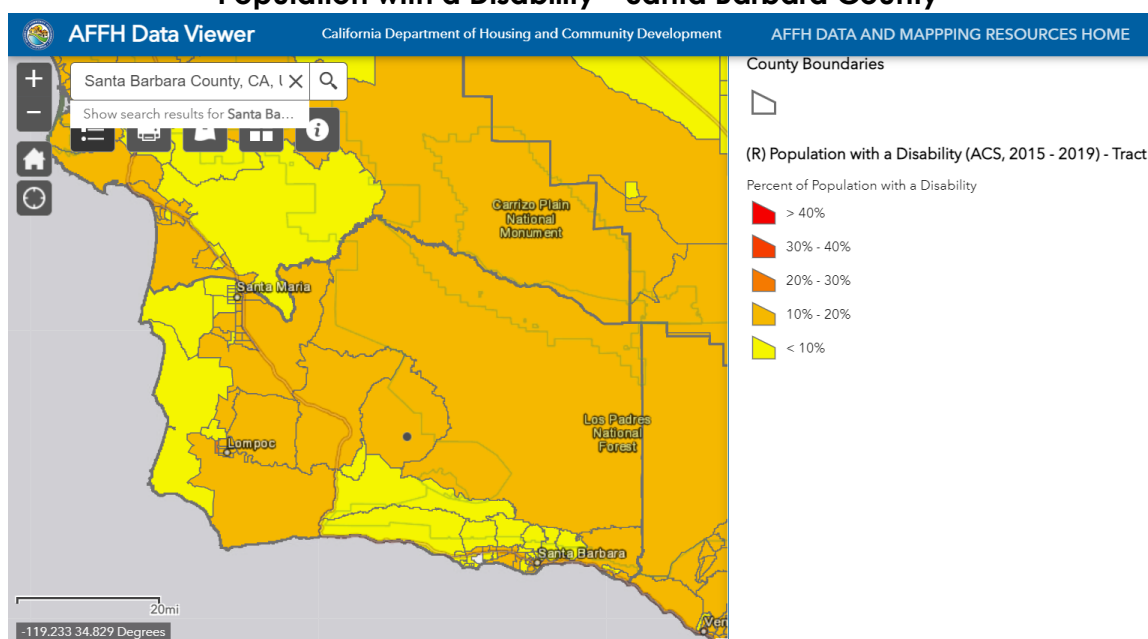 Population with a Disability – Santa Barbara County
AFFH Data Viewer
California Department of Housing and Community Development
AFFH DATA AND MAPPPING RESOURCES HOME
Santa Barbara County, CA, U
Show search results for Santa Ba...
County Boundaries
(R) Population with a Disability (ACS, 2015 - 2019) - Tract
Percent of Population with a Disability
> 40%
30% - 40%
20% - 30%
10% - 20%
< 10%
Carrizo Plain
National
Monument
Santa Maria
Los Padres
National
Forest
Lompoc
Santa Barbara
Ven
20mi
-119.233 34.829 Degrees